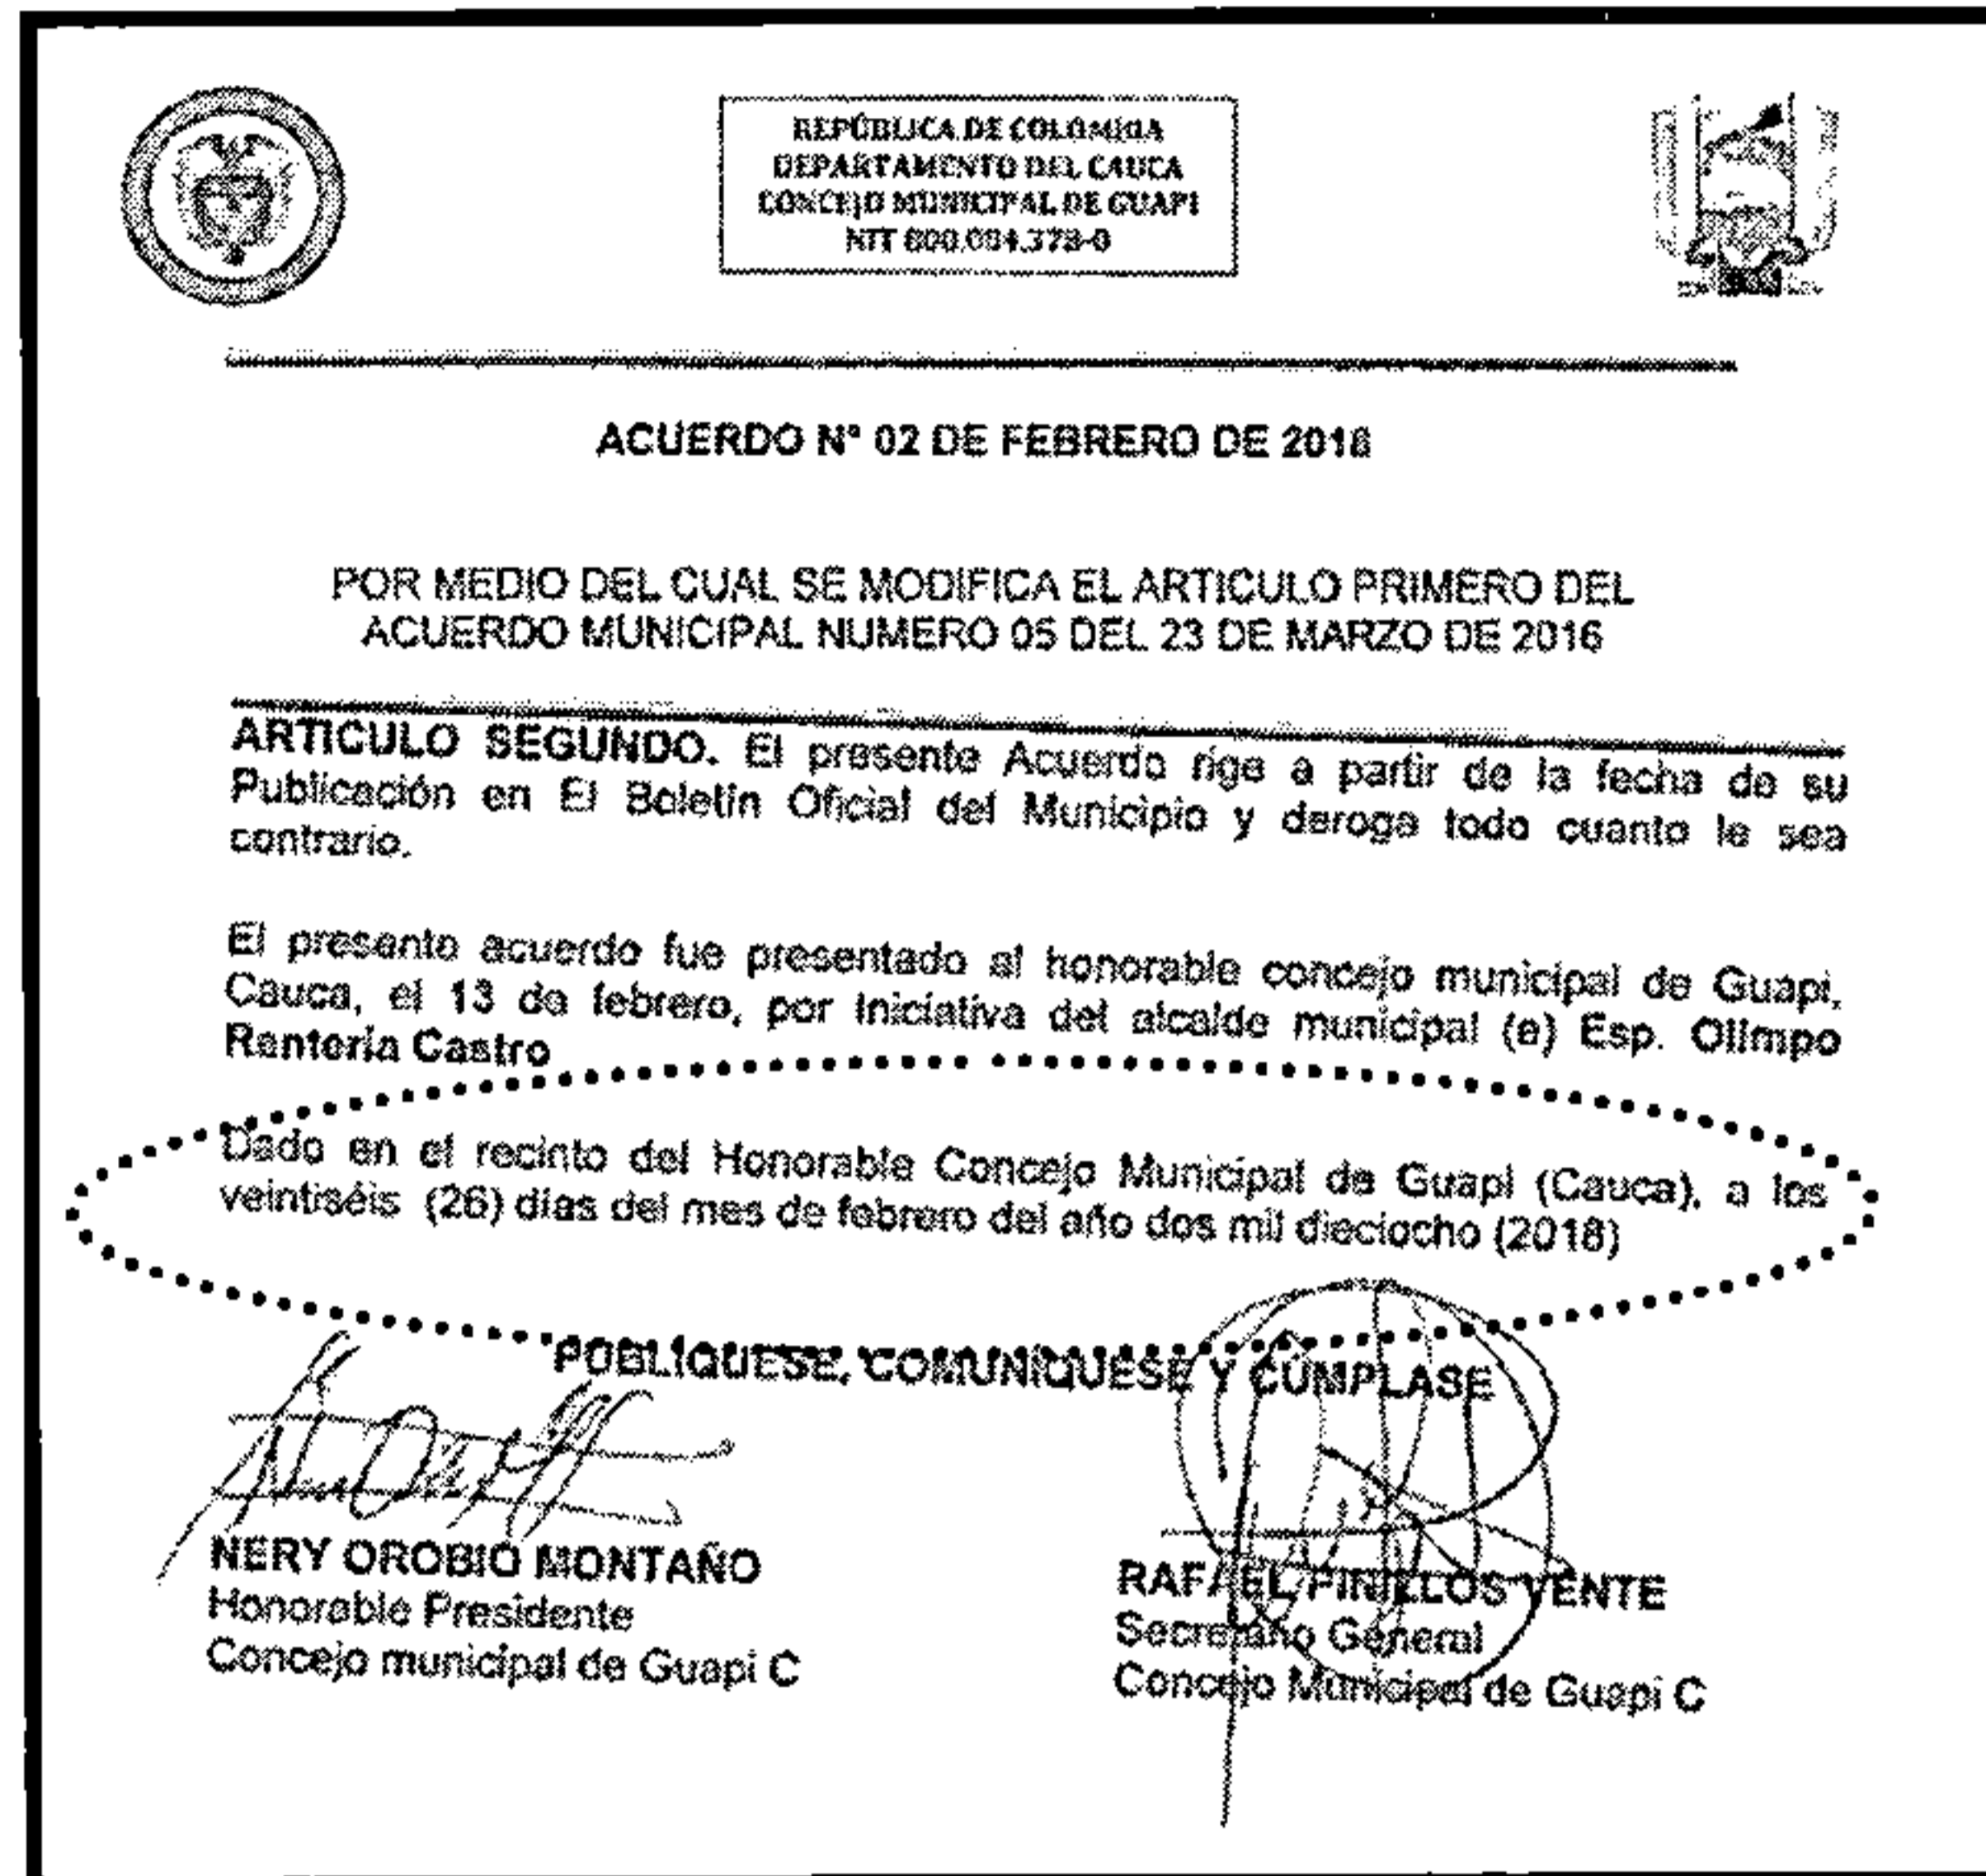 REPÚBLICA DE COLOMBIA
DEPARTAMENTO DEL CAUCA
CONCEJO MUNICIPAL DE GUAPI
NIT
ACUERDO N° 02 DE FEBRERO DE 2018
POR MEDIO DEL CUAL SE MODIFICA EL ARTICULO PRIMERO DEL
ACUERDO MUNICIPAL NUMERO 05 DEL 23 DE MARZO DE 2016
ARTICULO SEGUNDO. El presente Acuerdo rige a partir de la fecha de su
Publicación en El Boletín Oficial del Municipio y deroga todo cuanto le sea
contrario.
El presente acuerdo fue presentado al honorable concejo municipal de Guapi,
Cauca, el 13 de febrero, por Iniciativa del alcalde municipal (e) Esp. Olimpo
Rentería Castro
Dado en el recinto del Honorable Concejo Municipal de Guapi (Cauca), a los
veintiséis (26) días del mes de febrero del año dos mil dieciocho (2018)
PUBLÍQUESE, COMUNÍQUESE Y CÚMPLASE
NERY OROBIO MONTAÑO
Honorable Presidente
Concejo municipal de Guapi C
RAFAEL PINILLOS VENTE
Secretario General
Concejo Municipal de Guapi C